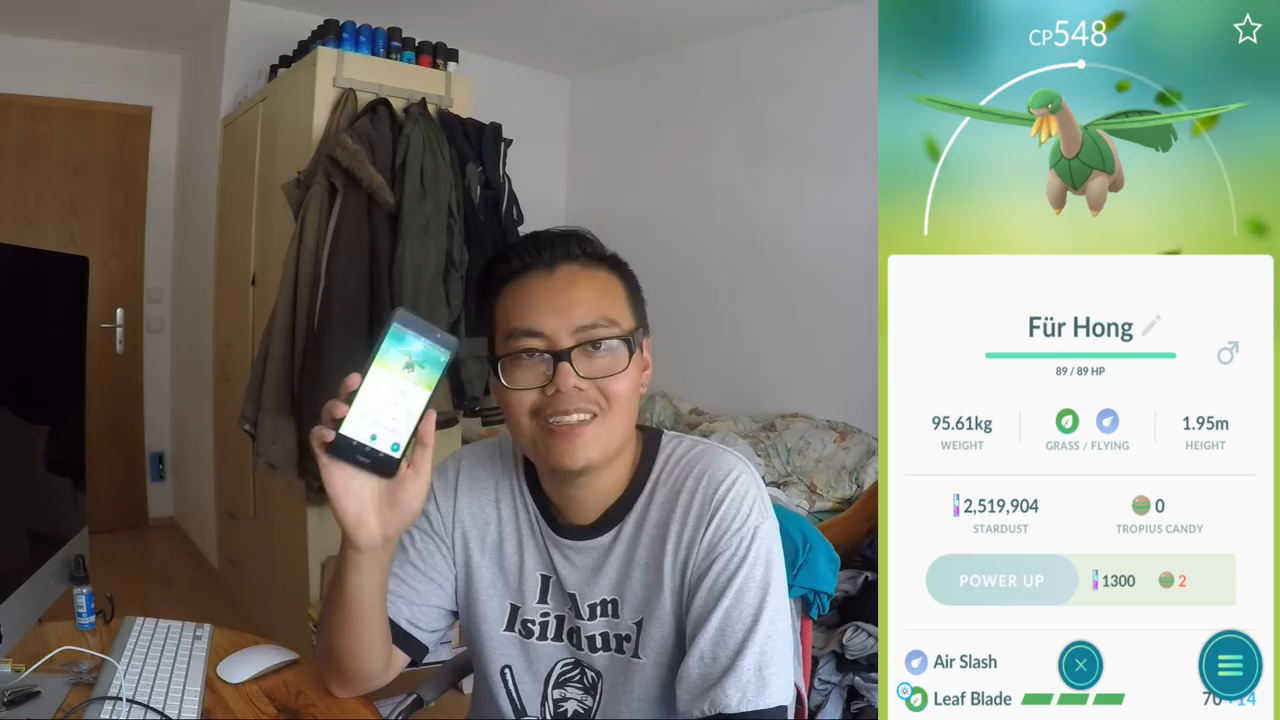 CP548
Für Hong
89 / 89 HP
95.61kg
WEIGHT
GRASS / FLYING
1.95m
HEIGHT
2,519,904
STARDUST
0
TROPIUS CANDY
POWER UP
1300
2
Air Slash
Leaf Blade
I Am
Isildur1